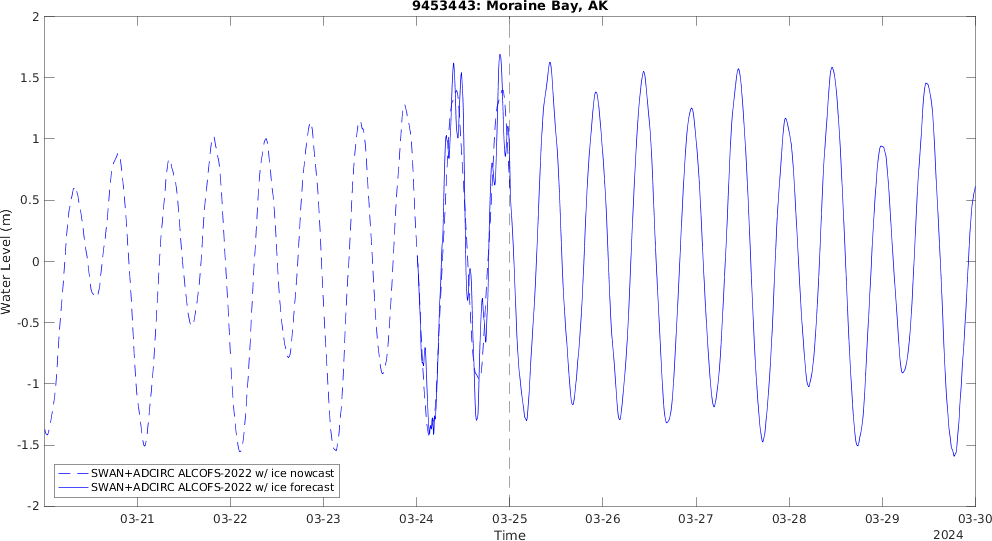 9453443: Moraine Bay, AK
2
1.5
1
0.5
0
-0.5
-1
-1.5
-2
Water Level (m)
SWAN+ADCIRC ALCOFS-2022 w/ ice nowcast
SWAN+ADCIRC ALCOFS-2022 w/ ice forecast
03-21 03-22 03-23 03-24 03-25 03-26 03-27 03-28 03-29 03-30
Time
2024